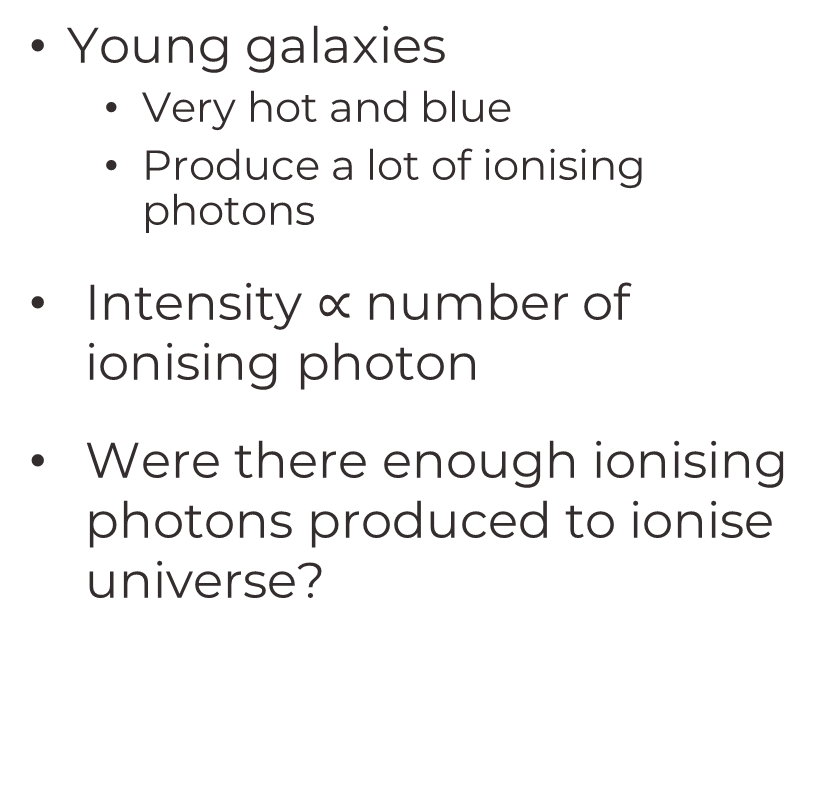 • Young galaxies
• Very hot and blue
• Produce a lot of ionising
photons
• Intensity ∝ number of
ionising photon
• Were there enough ionising
photons produced to ionise
universe?